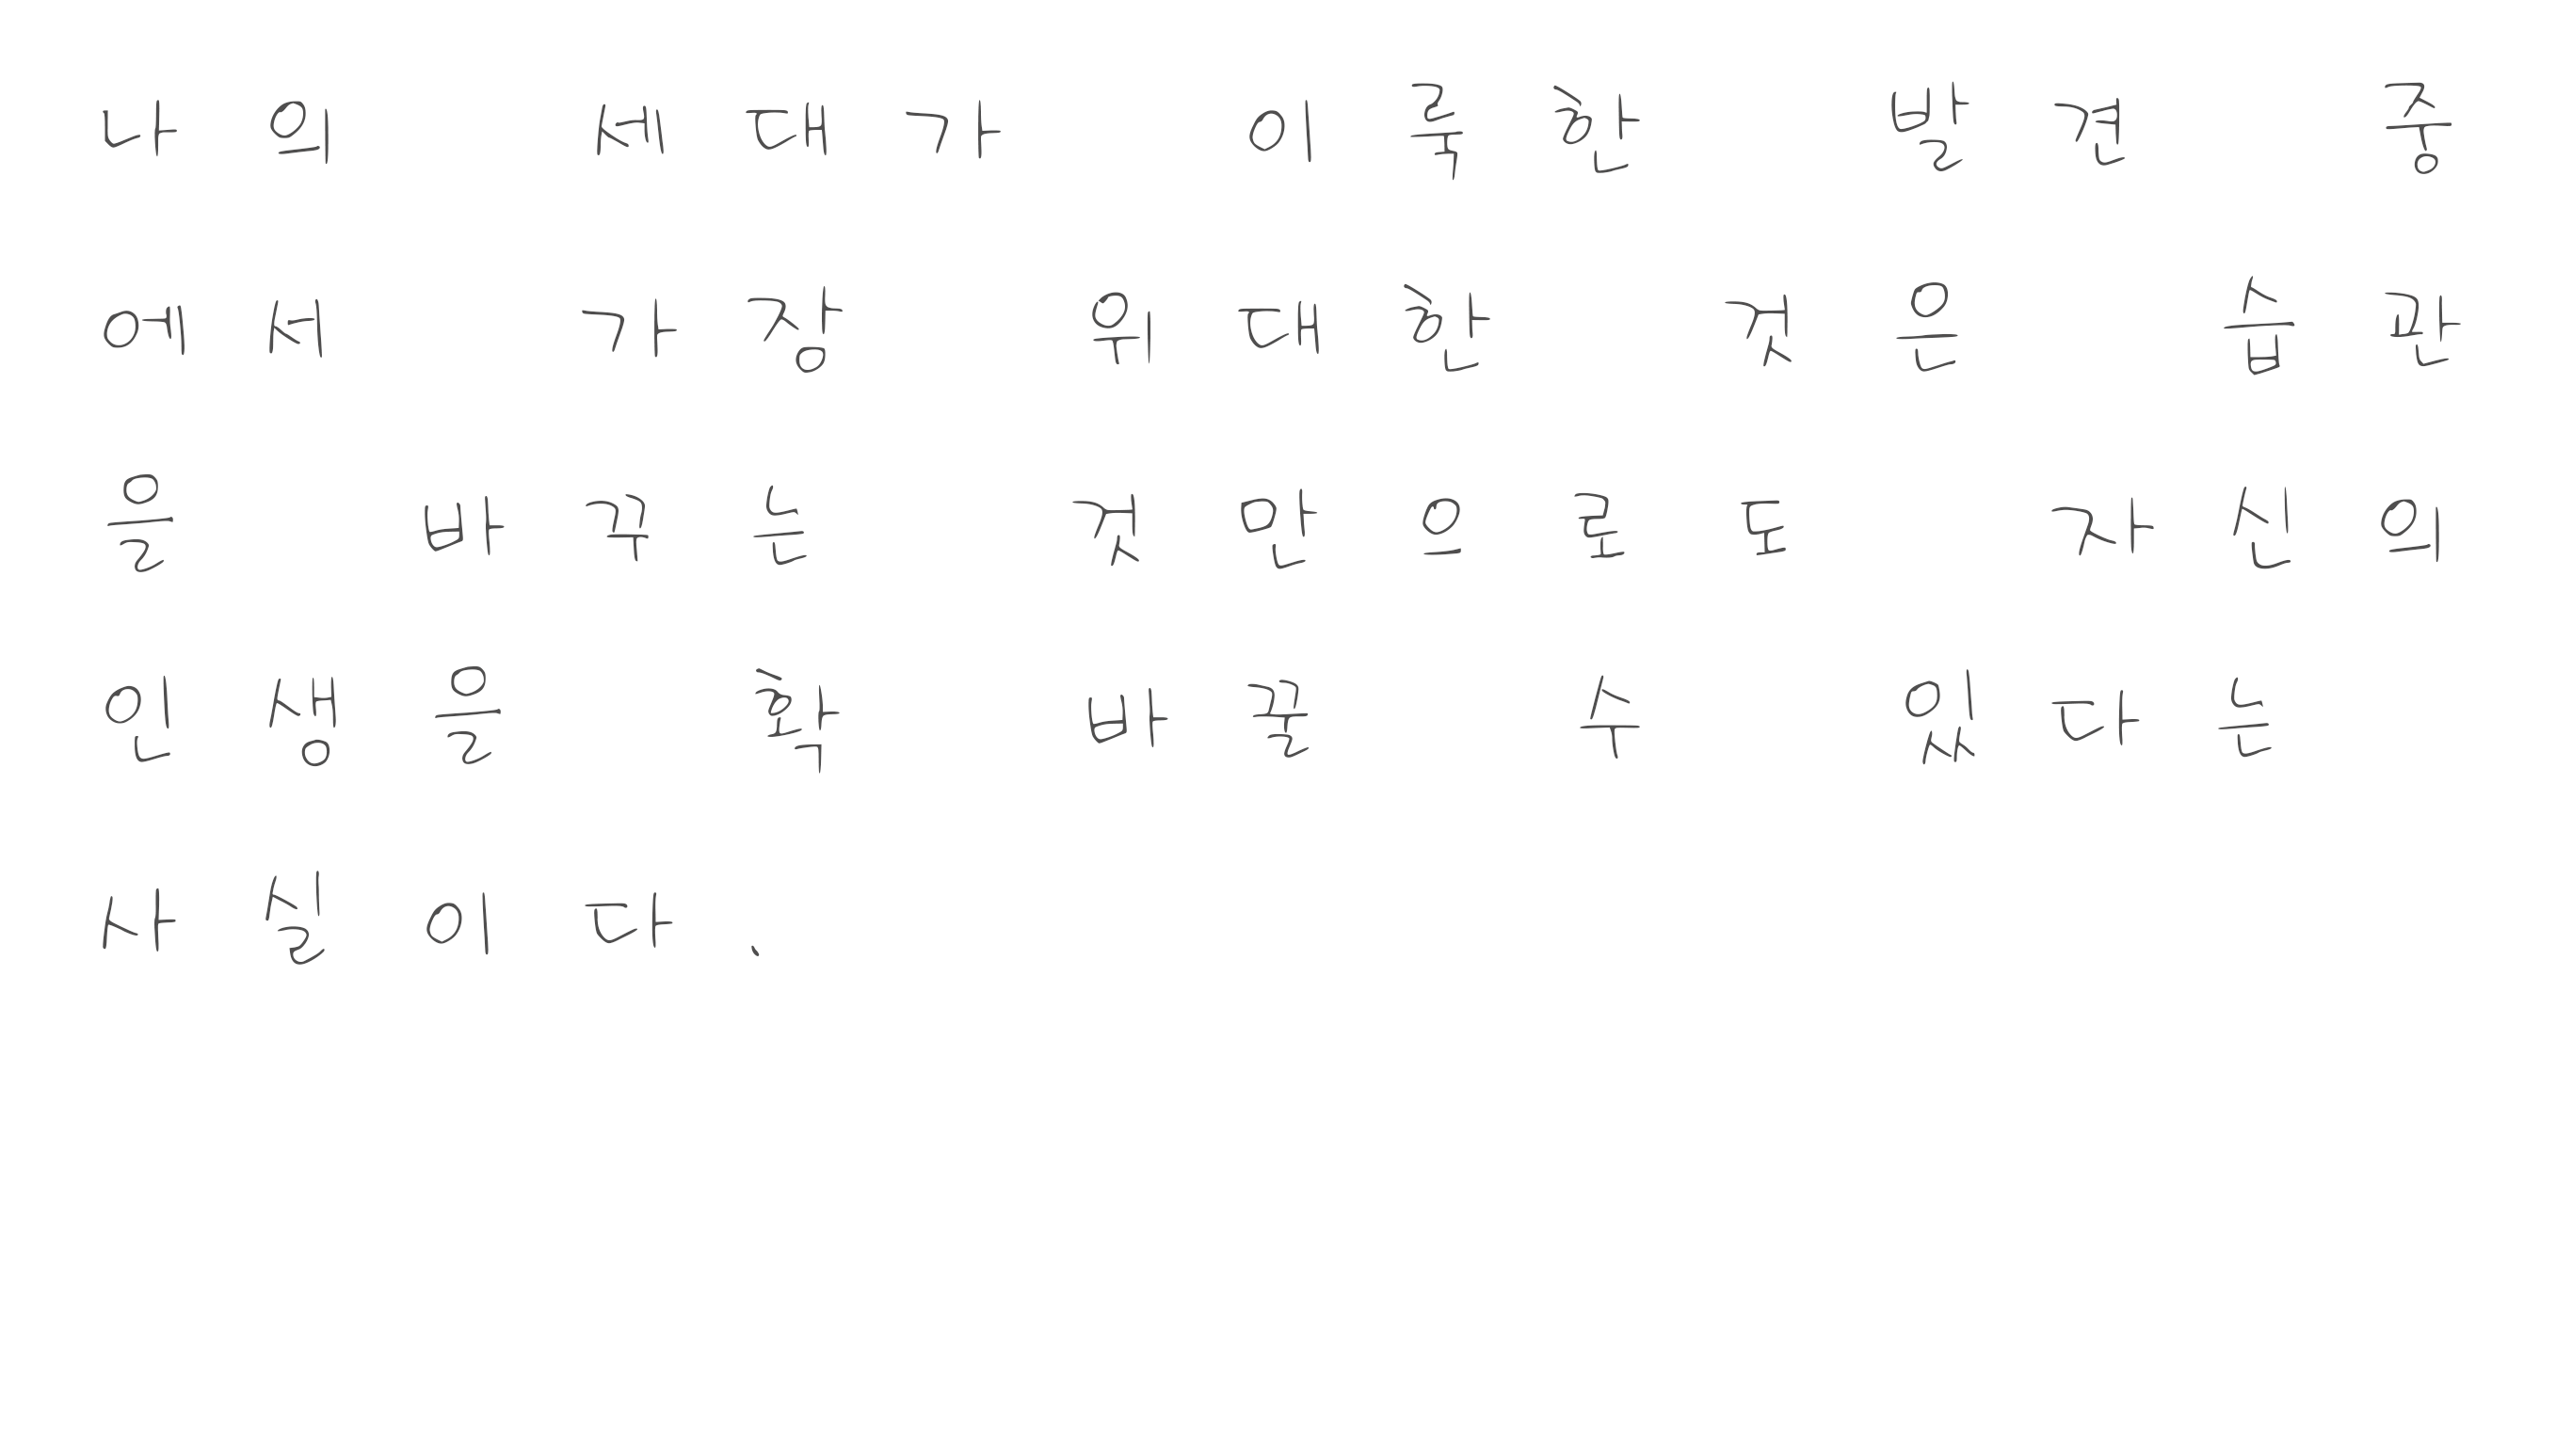 나의 세대가 이룩한 발견 중
에서 가장 위대한 것은 습관
을 바꾸는 것만으로도 자신의
인생을 확 바꿀 수 있다는
사실이다.